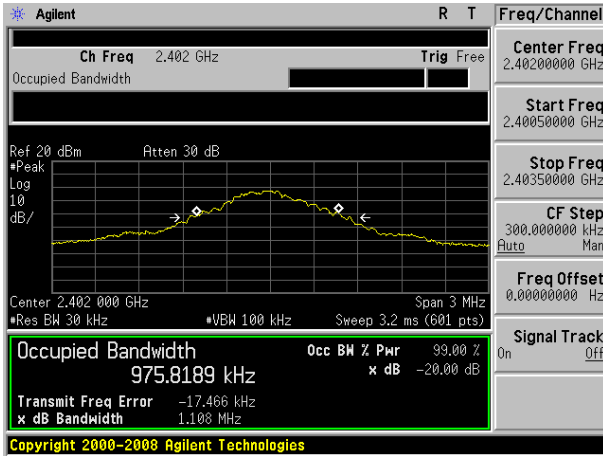 Agilent R T Freq/Channel
Ch Freq 2.402 GHz Trig Free
Occupied Bandwidth
Center Freq
2.40200000 GHz
Start Freq
2.40050000 GHz
Stop Freq
2.40350000 GHz
CF Step
300.000000 kHz
Auto Man
Freq Offset
0.00000000 Hz
Signal Track
On Off
Ref 20 dBm Atten 30 dB
#Peak
Log
10
dB/
Center 2.402 000 GHz Span 3 MHz
#Res BW 30 kHz #VBW 100 kHz Sweep 3.2 ms (601 pts)
Occupied Bandwidth Occ BW % Pwr 99.00 %
975.8189 kHz x dB -20.00 dB
Transmit Freq Error -17.466 kHz
x dB Bandwidth 1.108 MHz
Copyright 2000-2008 Agilent Technologies